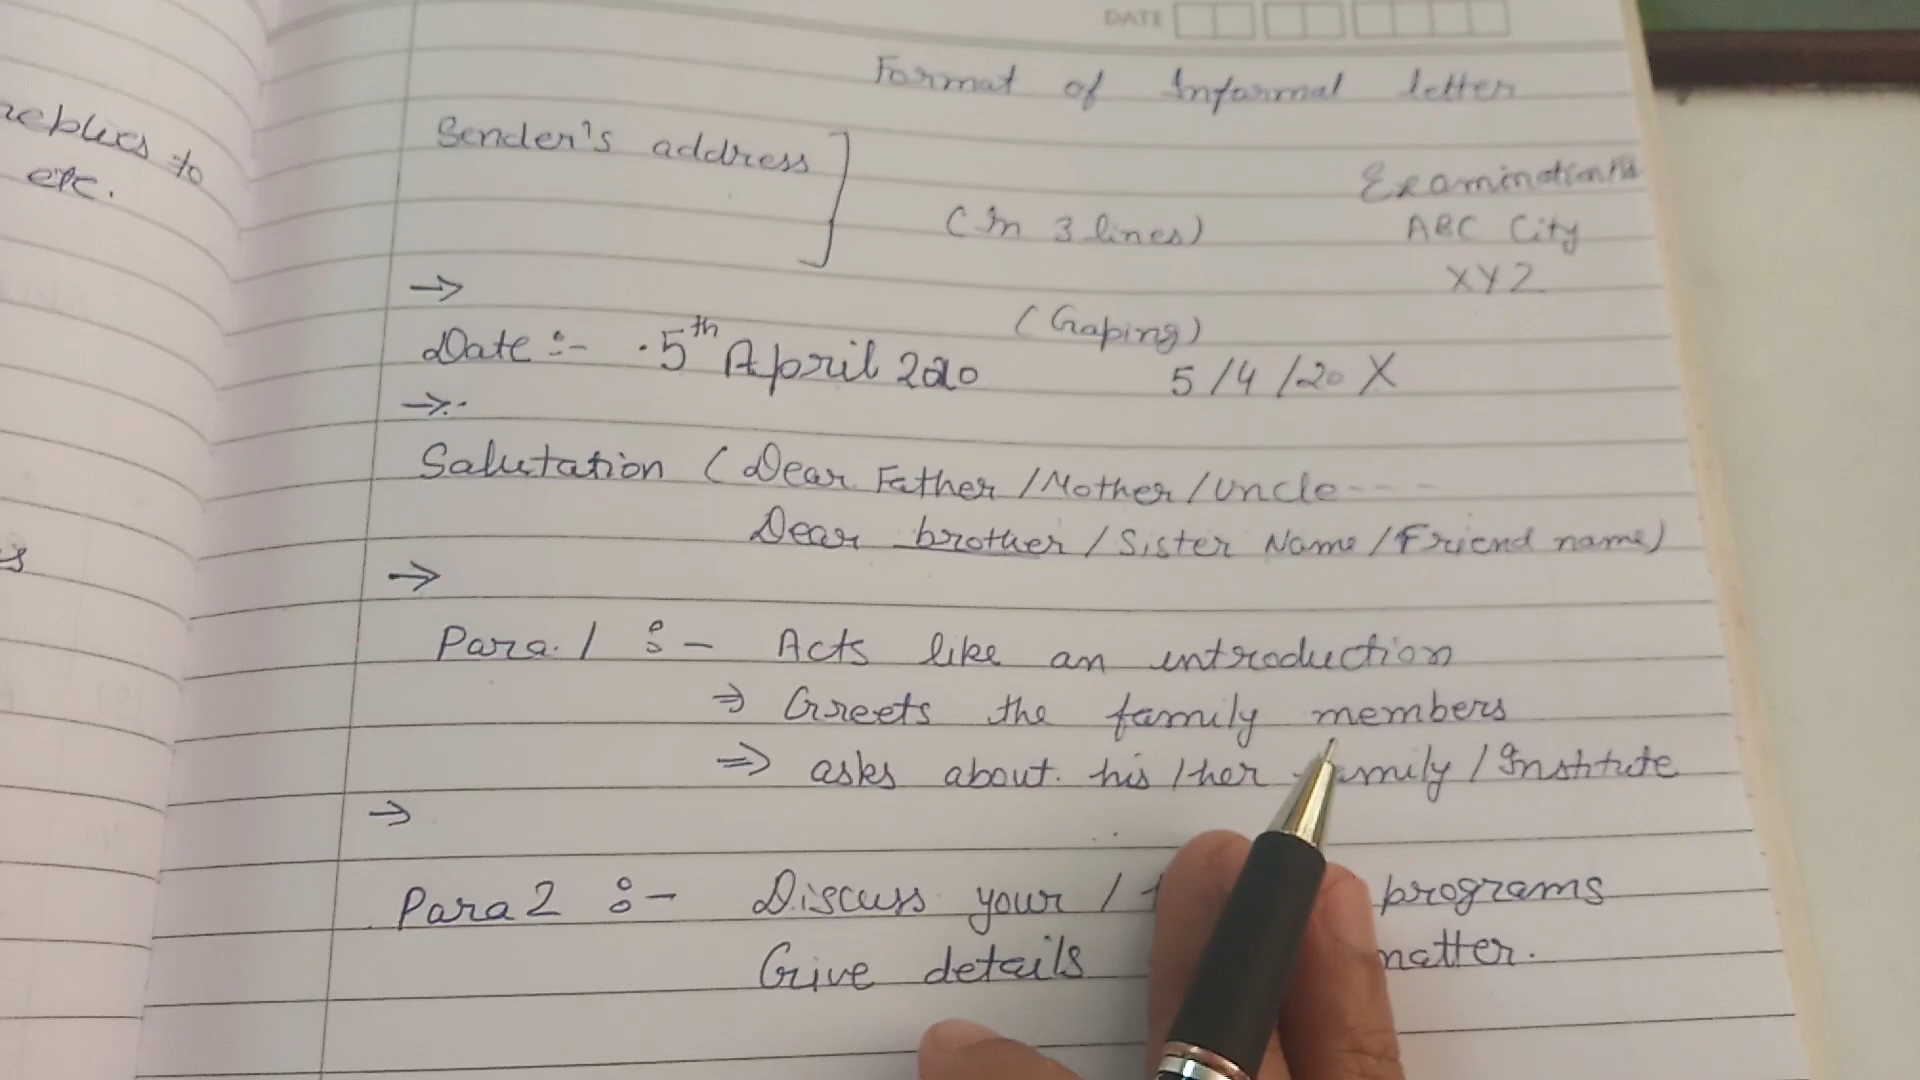 DATE
Format of Informal letter
replies to
etc.
Sender's address
(In 3 lines)
Examination
ABC City
XYZ
→
(Gaping)
Date :- 5th April 2020
5/4/20 X
→
Salutation (Dear Father /Mother /Uncle ----
Dear brother / Sister Name /Friend name)
→
Para. 1 :- Acts like an introduction
⇒ Greets the family members
⇒ asks about his /her family / Institute
→
Para 2 :- Discuss your / programs
Give details matter.